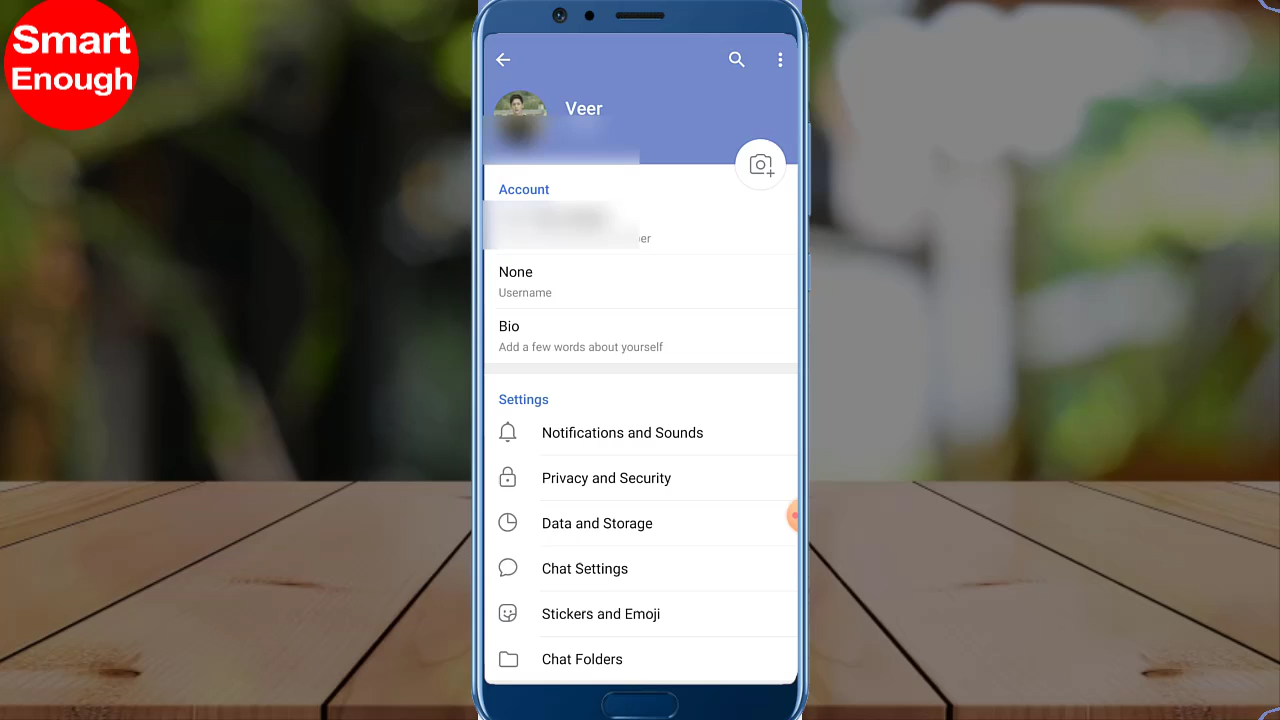 Smart
Enough
Veer
Account
None
Username
Bio
Add a few words about yourself
Settings
Notifications and Sounds
Privacy and Security
Data and Storage
Chat Settings
Stickers and Emoji
Chat Folders